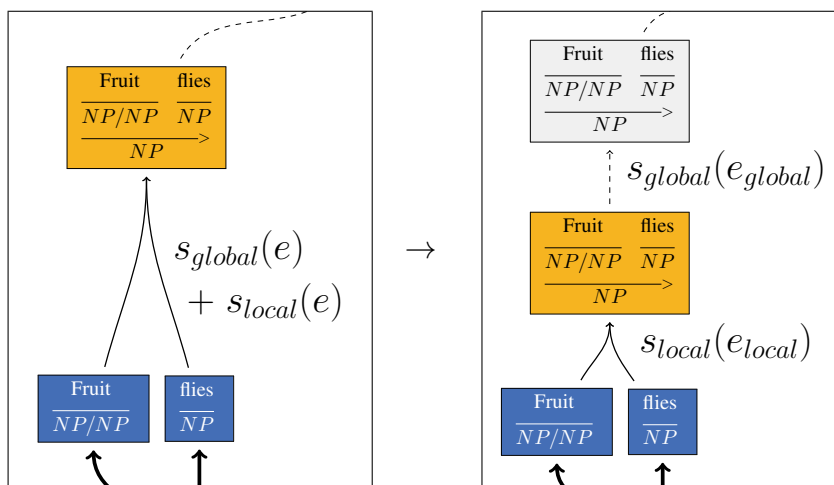 Fruit flies
NP/NP NP
>
NP
s_global(e)
+ s_local(e)
Fruit
NP/NP
flies
NP
→
Fruit flies
NP/NP NP
>
NP
s_global(e_global)
Fruit flies
NP/NP NP
>
NP
s_local(e_local)
Fruit
NP/NP
flies
NP